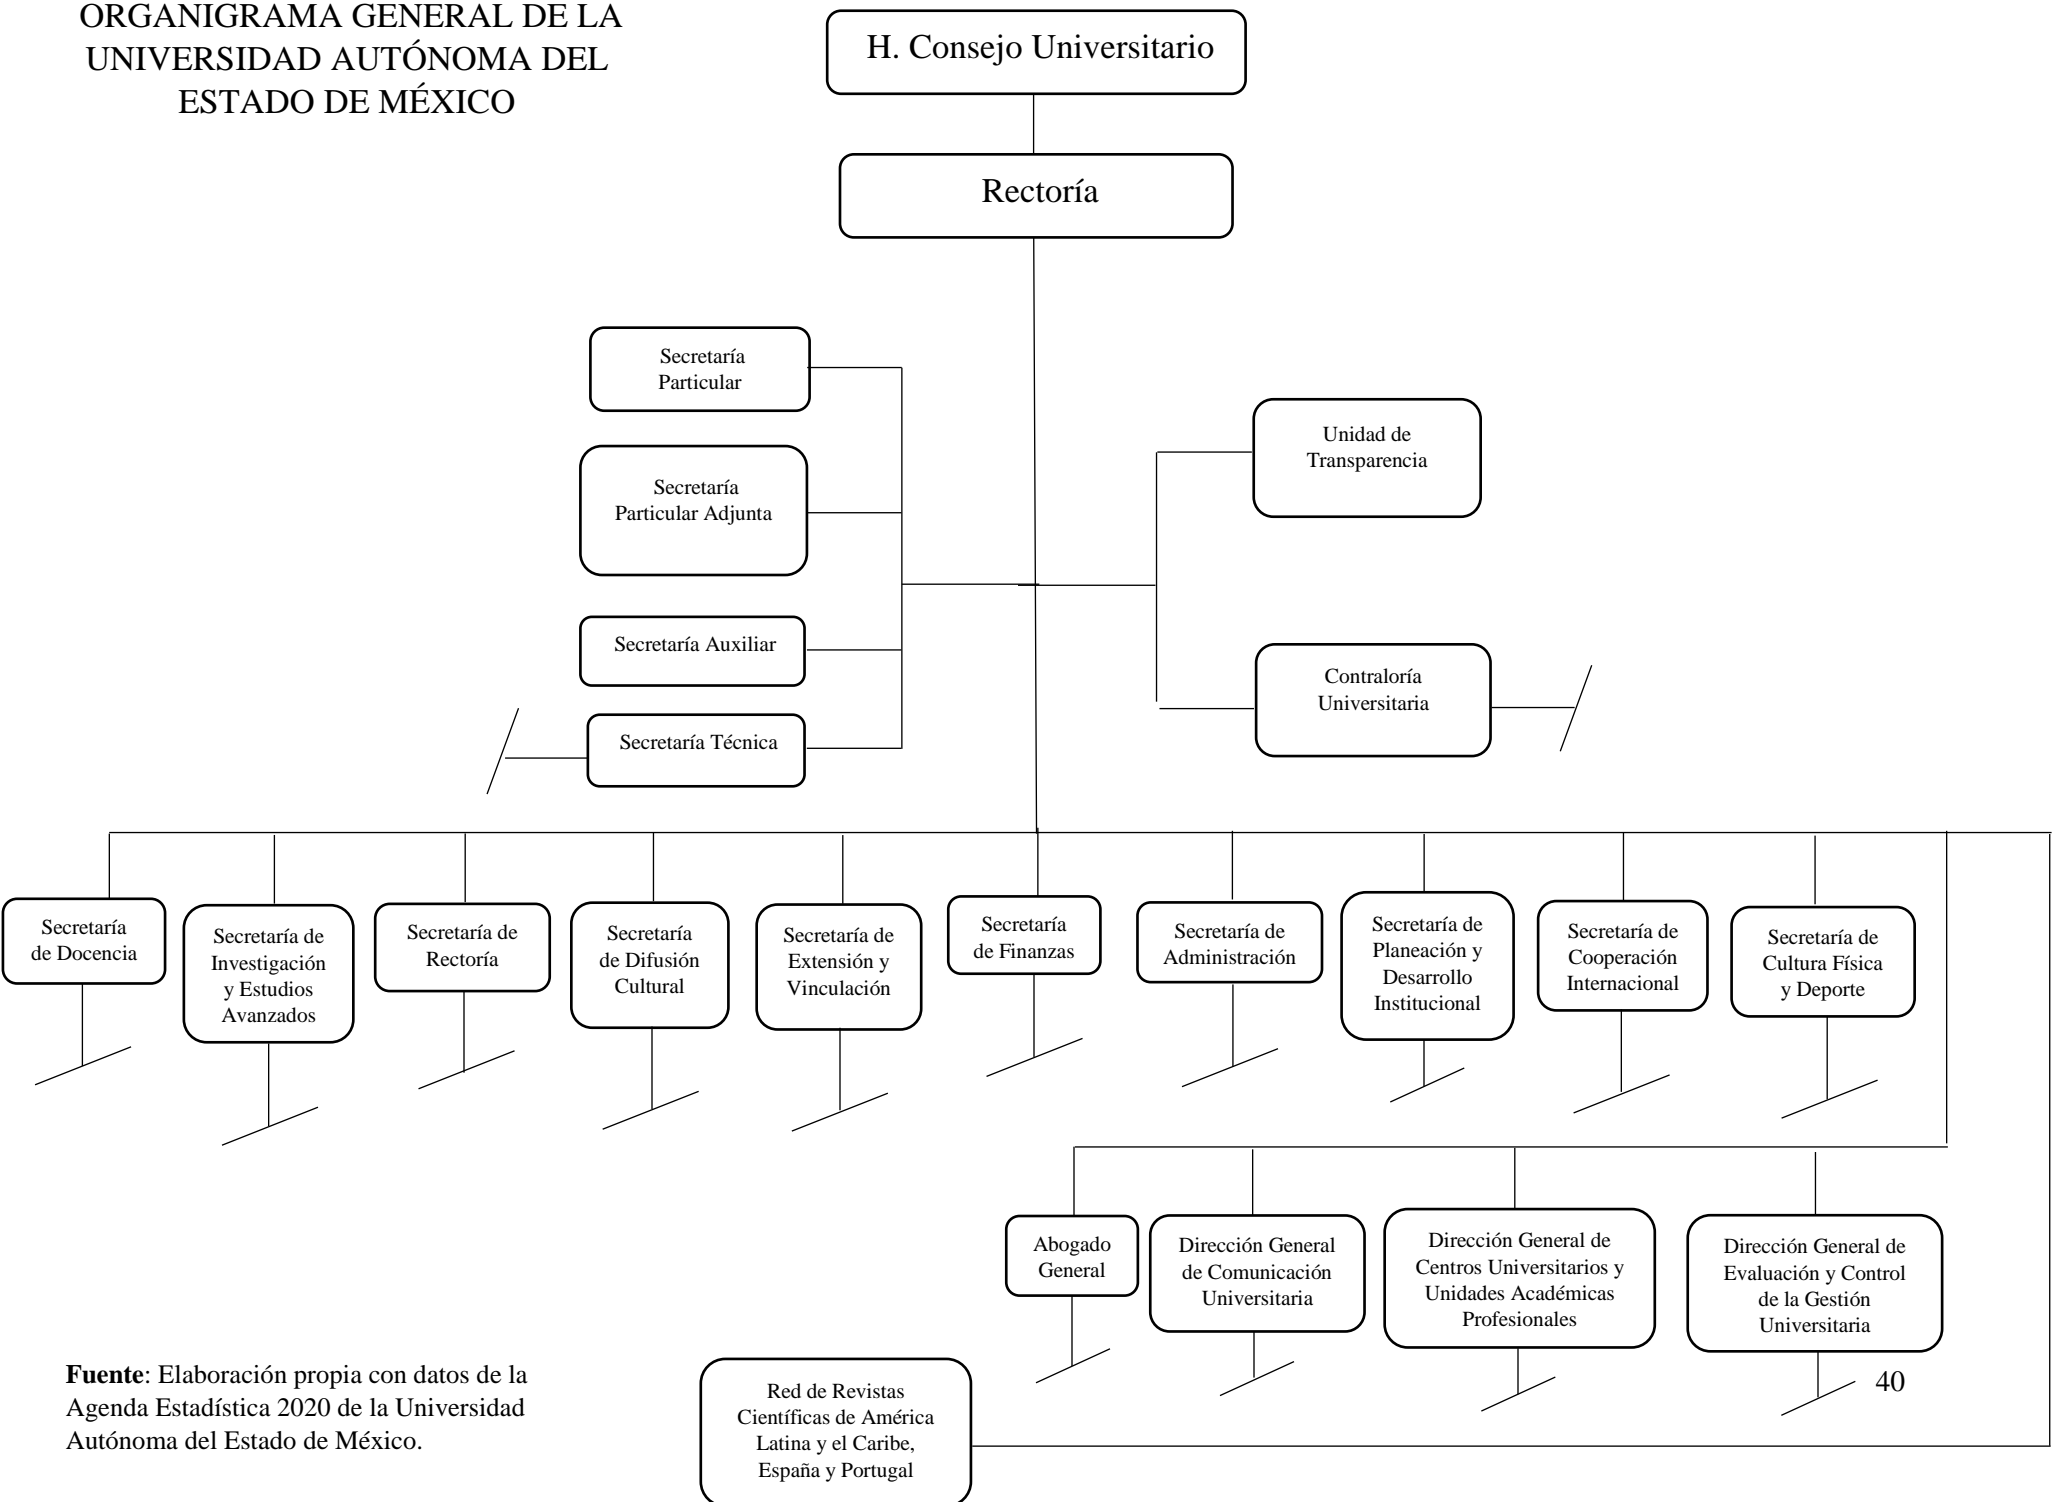 ORGANIGRAMA GENERAL DE LA
UNIVERSIDAD AUTÓNOMA DEL
ESTADO DE MÉXICO
H. Consejo Universitario
Rectoría
Secretaría
Particular
Secretaría
Particular Adjunta
Secretaría Auxiliar
Secretaría Técnica
Unidad de
Transparencia
Contraloría
Universitaria
Secretaría
de Docencia
Secretaría de
Investigación
y Estudios
Avanzados
Secretaría de
Rectoría
Secretaría
de Difusión
Cultural
Secretaría de
Extensión y
Vinculación
Secretaría
de Finanzas
Secretaría de
Administración
Secretaría de
Planeación y
Desarrollo
Institucional
Secretaría de
Cooperación
Internacional
Secretaría de
Cultura Física
y Deporte
Abogado
General
Dirección General
de Comunicación
Universitaria
Dirección General de
Centros Universitarios y
Unidades Académicas
Profesionales
Dirección General de
Evaluación y Control
de la Gestión
Universitaria
Red de Revistas
Científicas de América
Latina y el Caribe,
España y Portugal
Fuente: Elaboración propia con datos de la
Agenda Estadística 2020 de la Universidad
Autónoma del Estado de México.
40